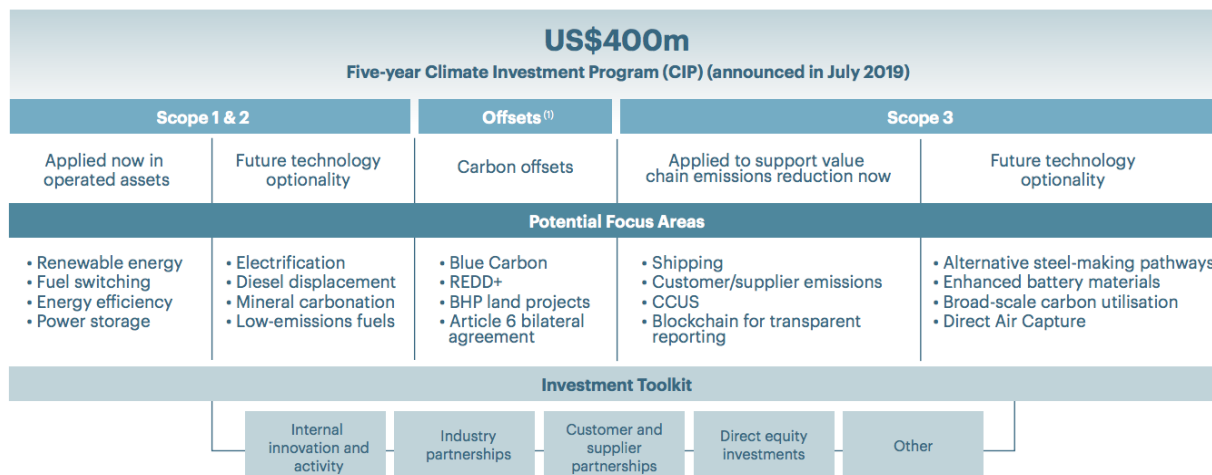 US$400m
Five-year Climate Investment Program (CIP) (announced in July 2019)
Scope 1 & 2
Offsets (1)
Scope 3
Applied now in
operated assets
Future technology
optionality
Carbon offsets
Applied to support value
chain emissions reduction now
Future technology
optionality
Potential Focus Areas
• Renewable energy
• Fuel switching
• Energy efficiency
• Power storage
• Electrification
• Diesel displacement
• Mineral carbonation
• Low-emissions fuels
• Blue Carbon
• REDD+
• BHP land projects
• Article 6 bilateral
agreement
• Shipping
• Customer/supplier emissions
• CCUS
• Blockchain for transparent
reporting
• Alternative steel-making pathways
• Enhanced battery materials
• Broad-scale carbon utilisation
• Direct Air Capture
Investment Toolkit
Internal
innovation and
activity
Industry
partnerships
Customer and
supplier
partnerships
Direct equity
investments
Other